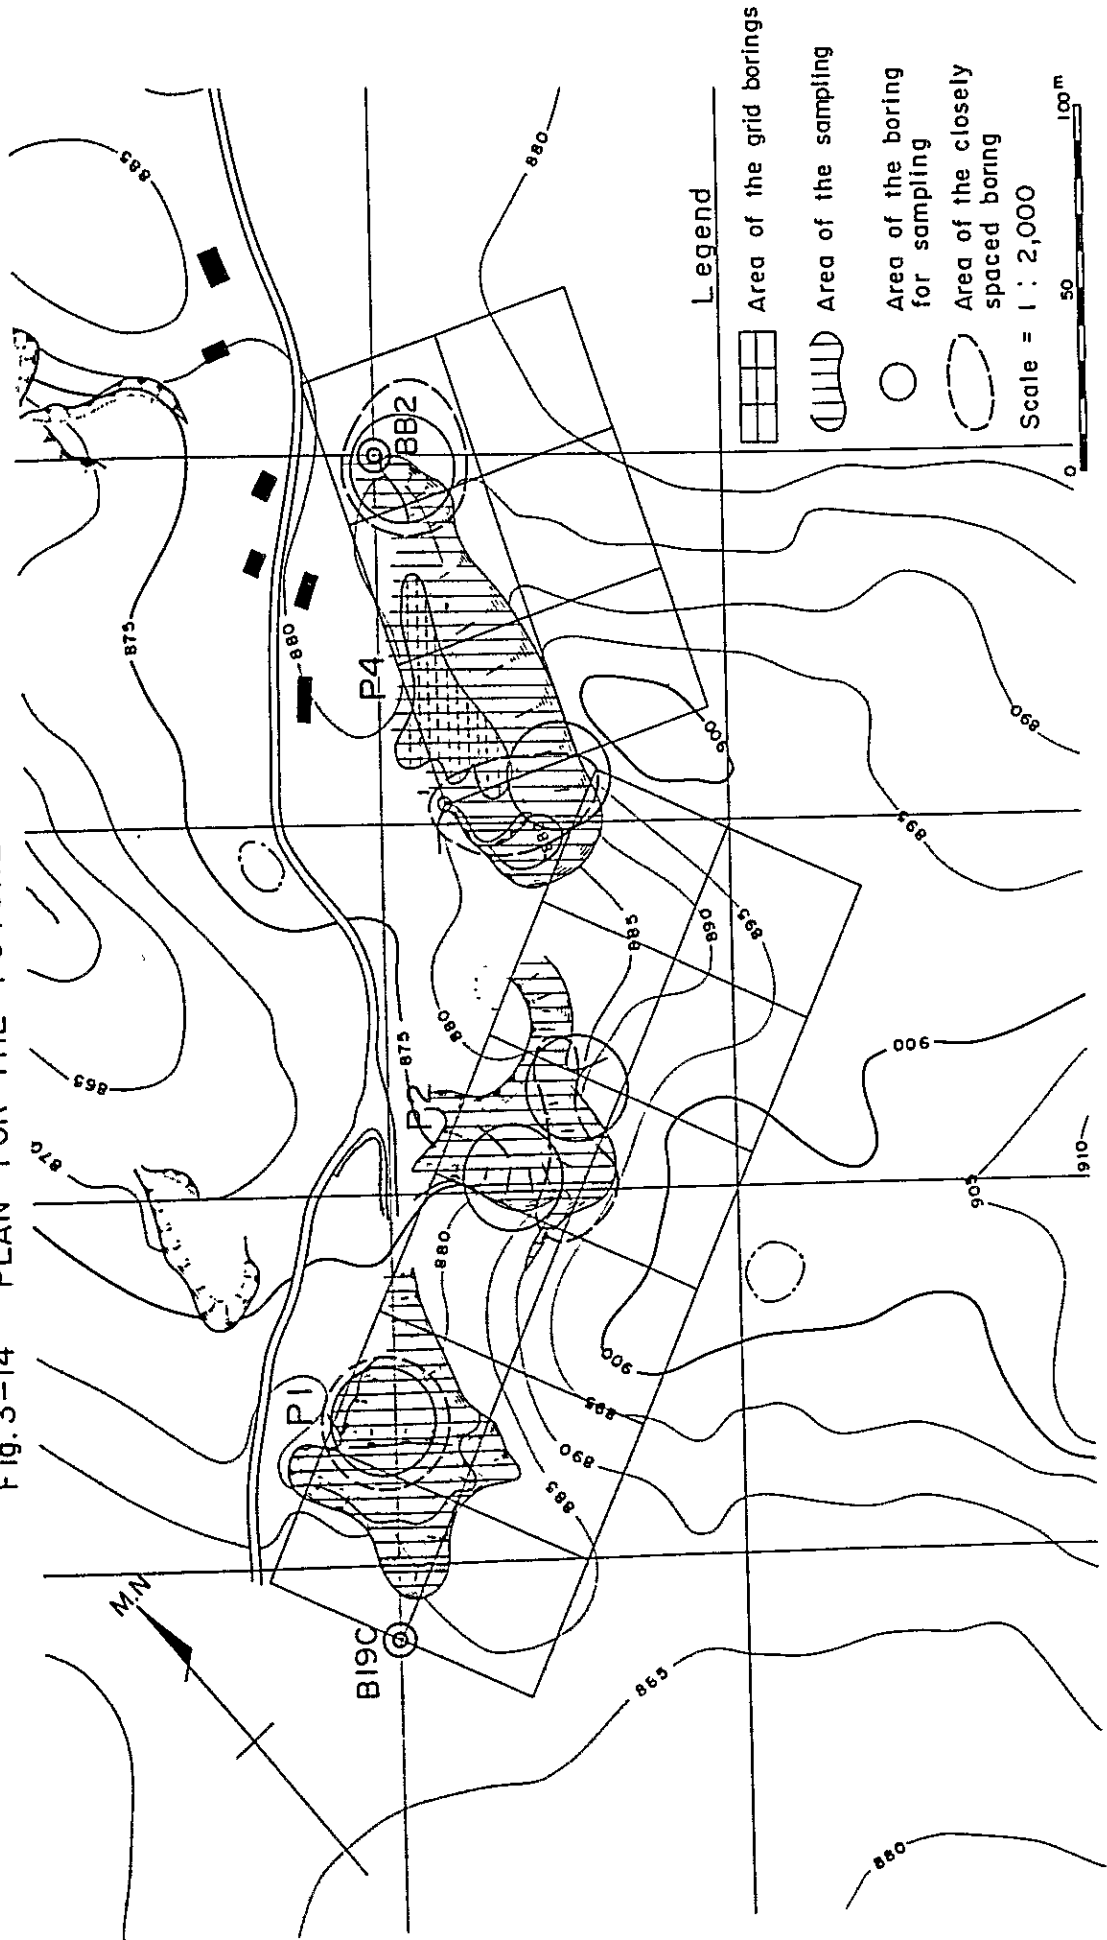 Fig. 3-14 PLAN FOR THE FUTURE
M.N
885
880
875
870
865
880
875
880
880
P1
P2
P4
BB2
B19C
885
890
895
900
885
890
895
900
900
895
890
905
910
865
880
Legend
Area of the grid borings
Area of the sampling
Area of the boring
for sampling
Area of the closely
spaced boring
Scale = 1 : 2,000
0 50 100m